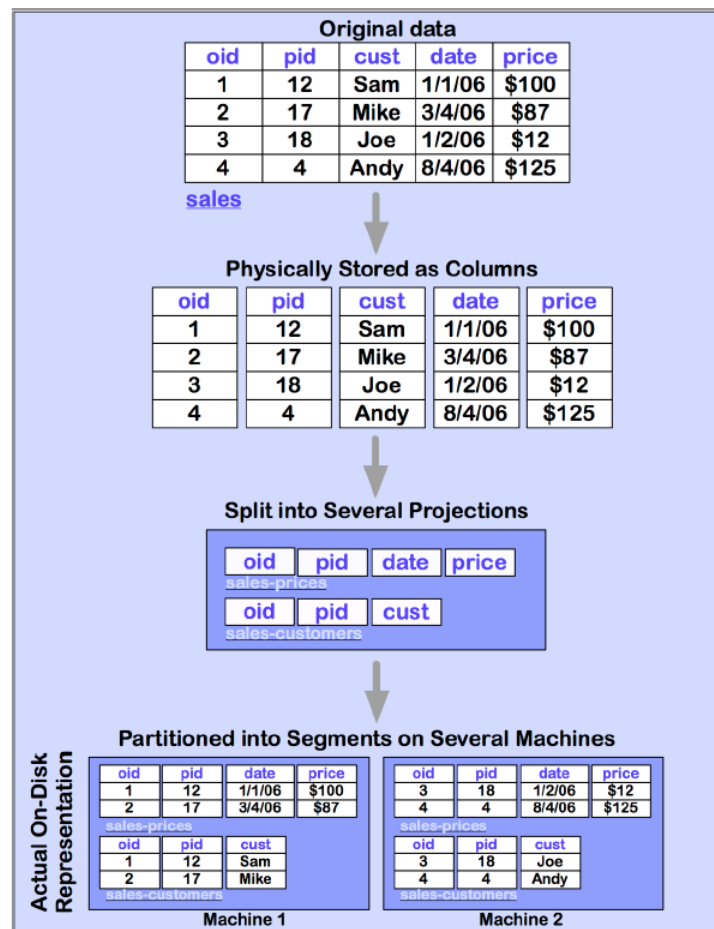 Original data
oid pid cust date price
1 12 Sam 1/1/06 $100
2 17 Mike 3/4/06 $87
3 18 Joe 1/2/06 $12
4 4 Andy 8/4/06 $125
sales
Physically Stored as Columns
oid pid cust date price
1 12 Sam 1/1/06 $100
2 17 Mike 3/4/06 $87
3 18 Joe 1/2/06 $12
4 4 Andy 8/4/06 $125
Split into Several Projections
oid pid date price
sales-prices
oid pid cust
sales-customers
Actual On-Disk
Representation
Partitioned into Segments on Several Machines
oid pid date price
1 12 1/1/06 $100
2 17 3/4/06 $87
sales-prices
oid pid cust
1 12 Sam
2 17 Mike
sales-customers
Machine 1
oid pid date price
3 18 1/2/06 $12
4 4 8/4/06 $125
sales-prices
oid pid cust
3 18 Joe
4 4 Andy
sales-customers
Machine 2